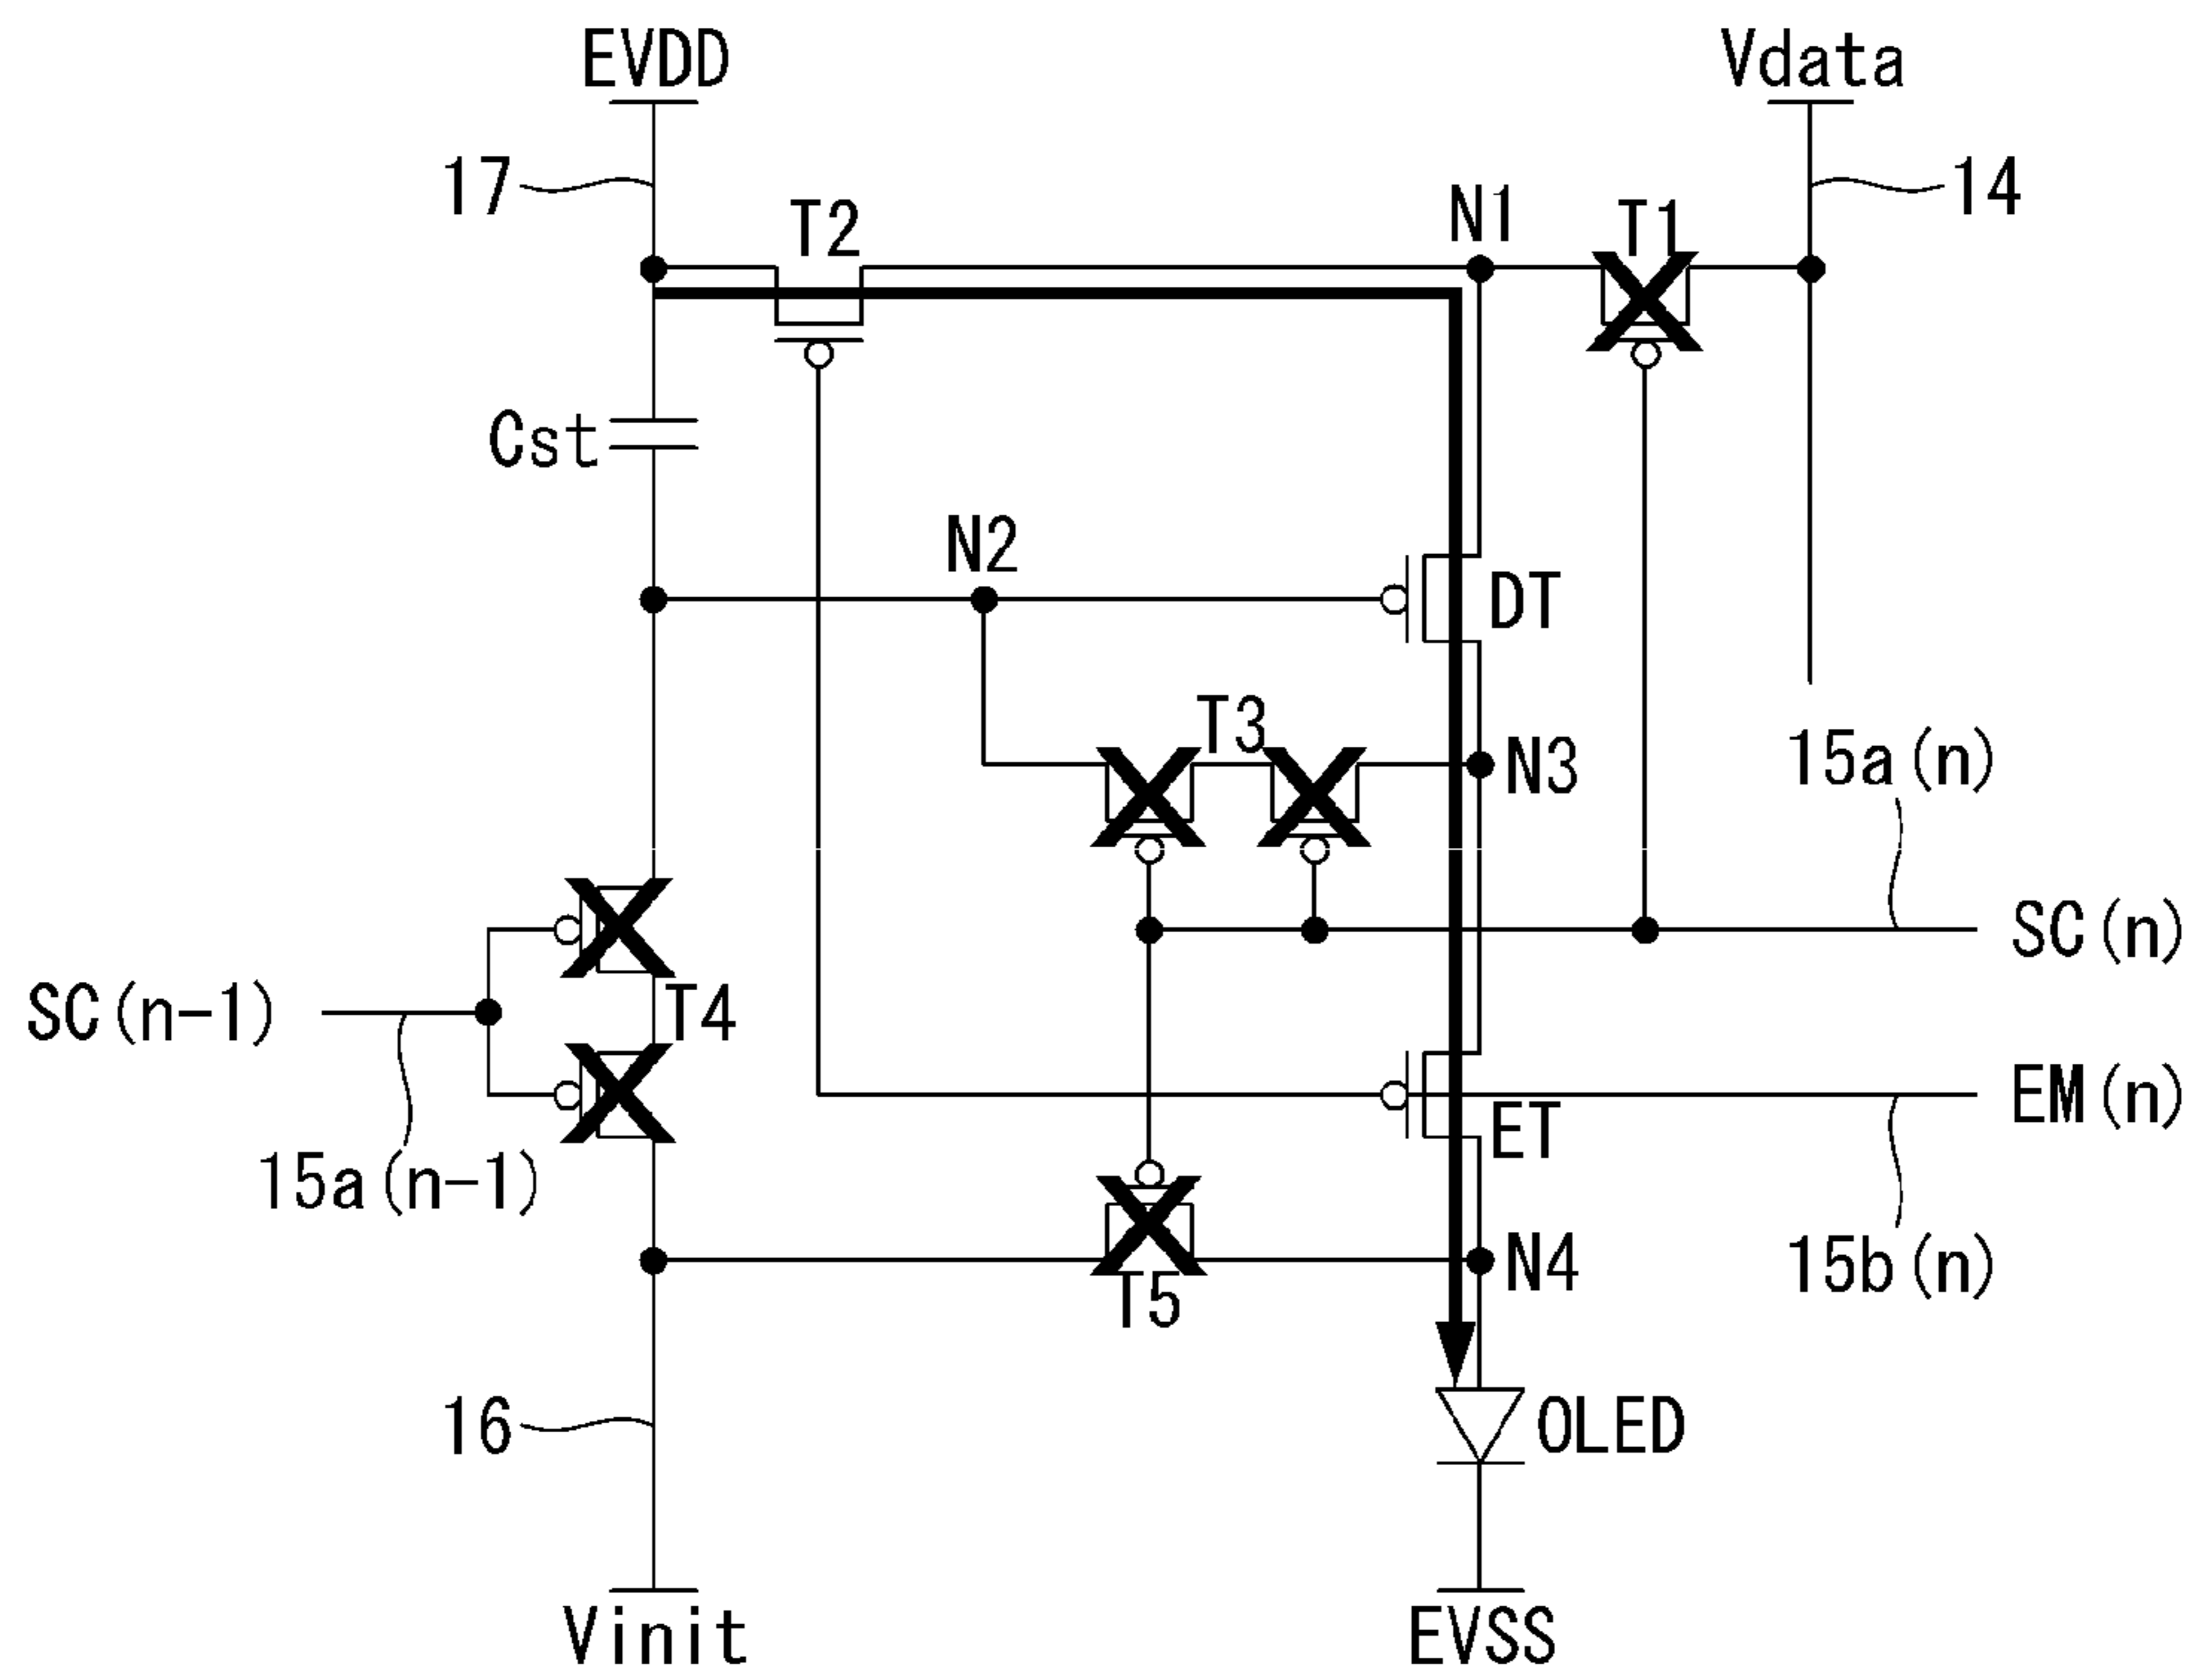 EVDD
Vdata
17
14
T2
N1
T1
Cst
N2
DT
T3
N3
15a(n)
SC(n)
SC(n-1)
T4
EM(n)
ET
15a(n-1)
N4
15b(n)
T5
16
OLED
Vinit
EVSS